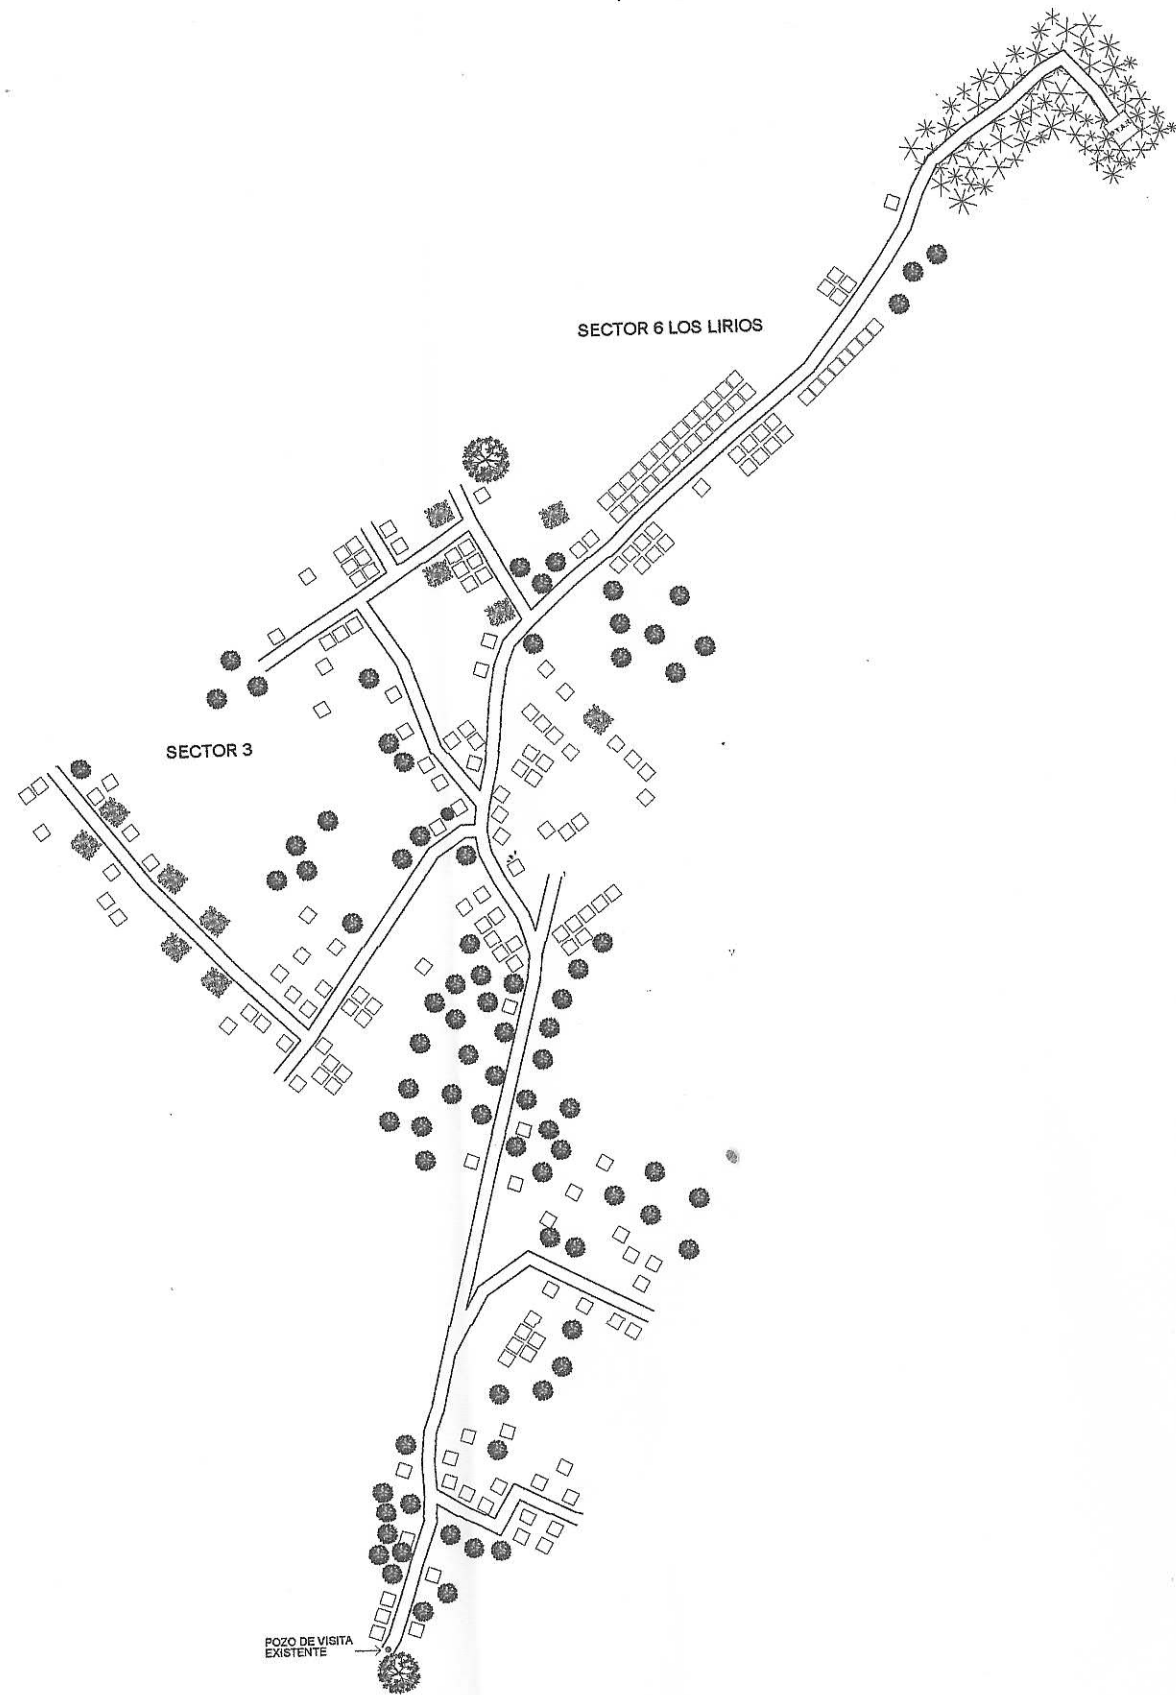 P.T.A.R.
SECTOR 6 LOS LIRIOS
SECTOR 3
POZO DE VISITA
EXISTENTE